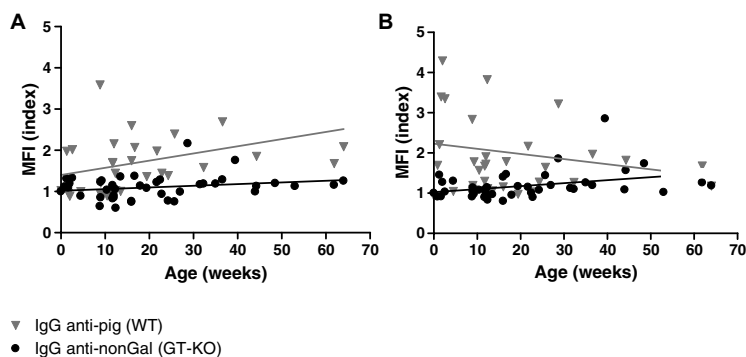 A
B
5
4
3
2
1
0
MFI (index)
0 10 20 30 40 50 60 70
Age (weeks)
5
4
3
2
1
0
MFI (index)
0 10 20 30 40 50 60 70
Age (weeks)
IgG anti-pig (WT)
IgG anti-nonGal (GT-KO)